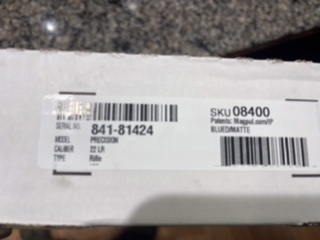 SERIAL NO. 841-81424
MODEL PRECISION
CALIBER 22 LR
TYPE Rifle
SKU 08400
Patents: Magpul.com/IP
BLUED/MATTE